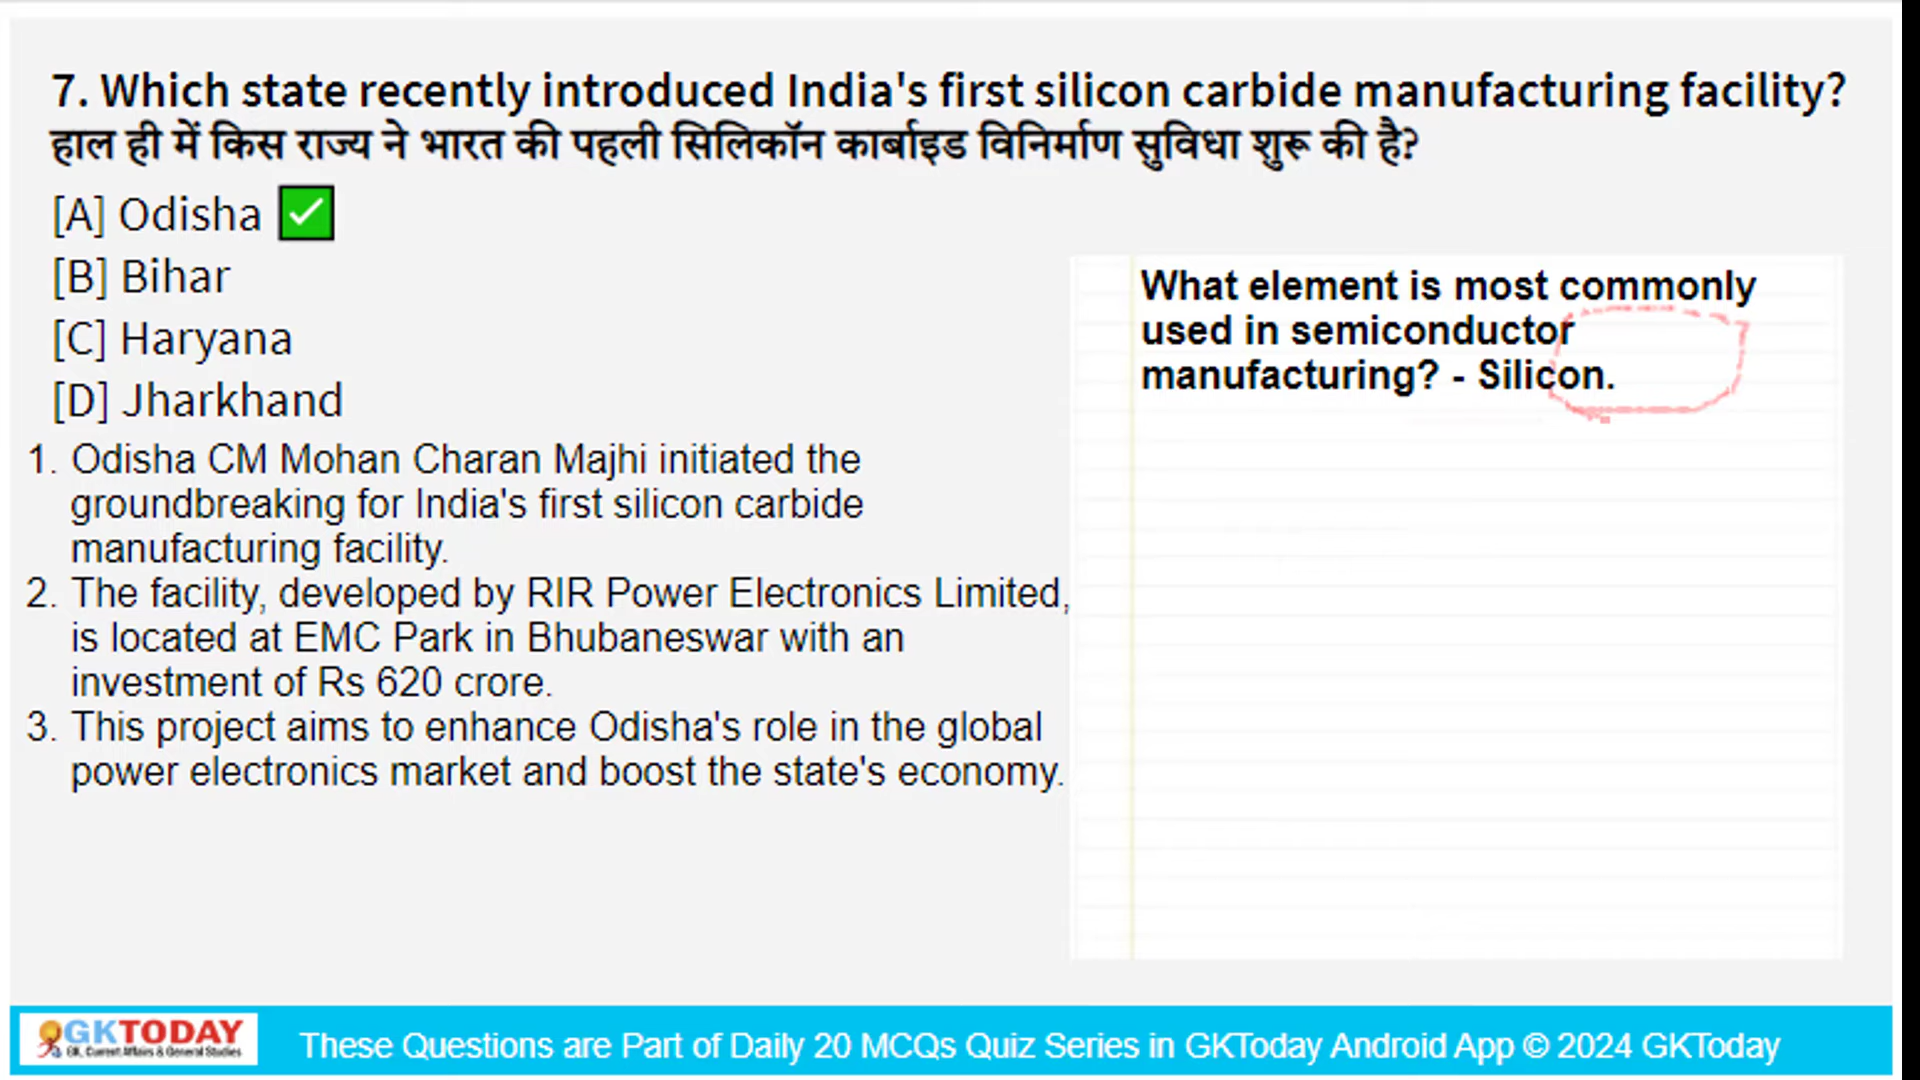 7. Which state recently introduced India's first silicon carbide manufacturing facility?
हाल ही में किस राज्य ने भारत की पहली सिलिकॉन कार्बाइड विनिर्माण सुविधा शुरू की है?
[A] Odisha
[B] Bihar
[C] Haryana
[D] Jharkhand
1. Odisha CM Mohan Charan Majhi initiated the
groundbreaking for India's first silicon carbide
manufacturing facility.
2. The facility, developed by RIR Power Electronics Limited,
is located at EMC Park in Bhubaneswar with an
investment of Rs 620 crore.
3. This project aims to enhance Odisha's role in the global
power electronics market and boost the state's economy.
What element is most commonly
used in semiconductor
manufacturing? - Silicon.
GKTODAY
GK, Current Affairs & General Studies
These Questions are Part of Daily 20 MCQs Quiz Series in GKToday Android App © 2024 GKToday